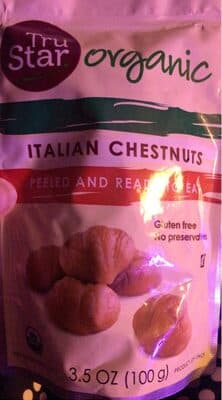 Tru
Star
organic
ITALIAN CHESTNUTS
PEELED AND READY TO EAT
Gluten free
No preservatives
3.5 OZ (100 g)